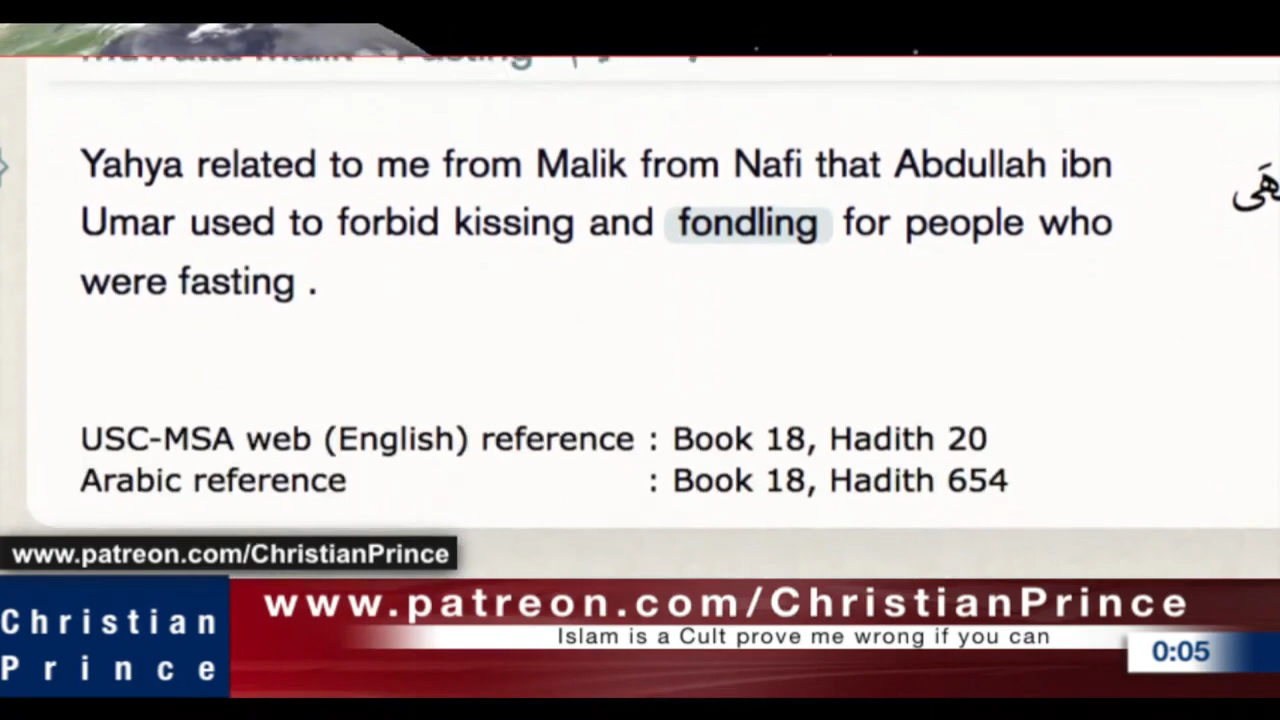 Yahya related to me from Malik from Nafi that Abdullah ibn
Umar used to forbid kissing and fondling for people who
were fasting .
USC-MSA web (English) reference : Book 18, Hadith 20
Arabic reference : Book 18, Hadith 654
www.patreon.com/ChristianPrince
Christian
Prince
www.patreon.com/ChristianPrince
Islam is a Cult prove me wrong if you can
0:05